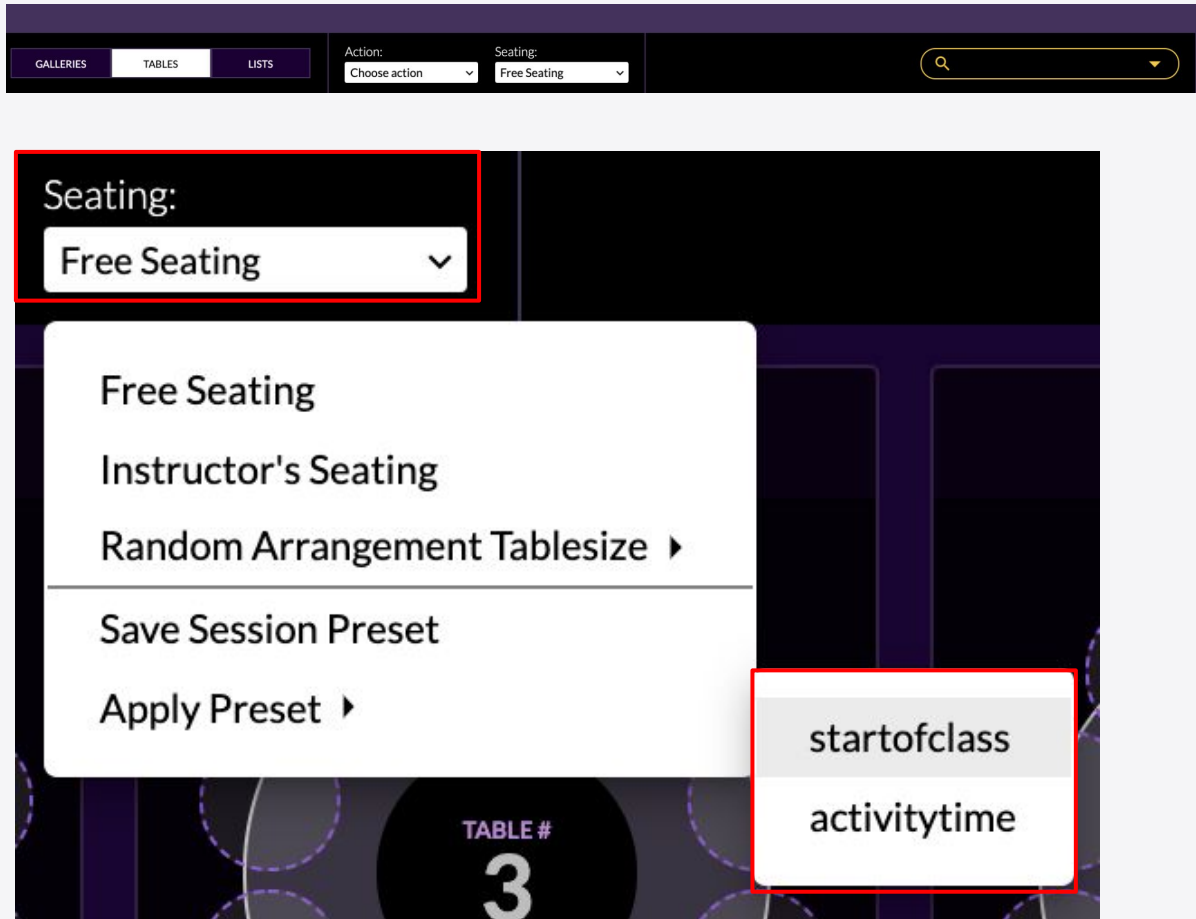 GALLERIES TABLES LISTS
Action:
Choose action
Seating:
Free Seating
Seating:
Free Seating
Free Seating
Instructor's Seating
Random Arrangement Tablesize
Save Session Preset
Apply Preset
startofclass
activitytime
TABLE #
3